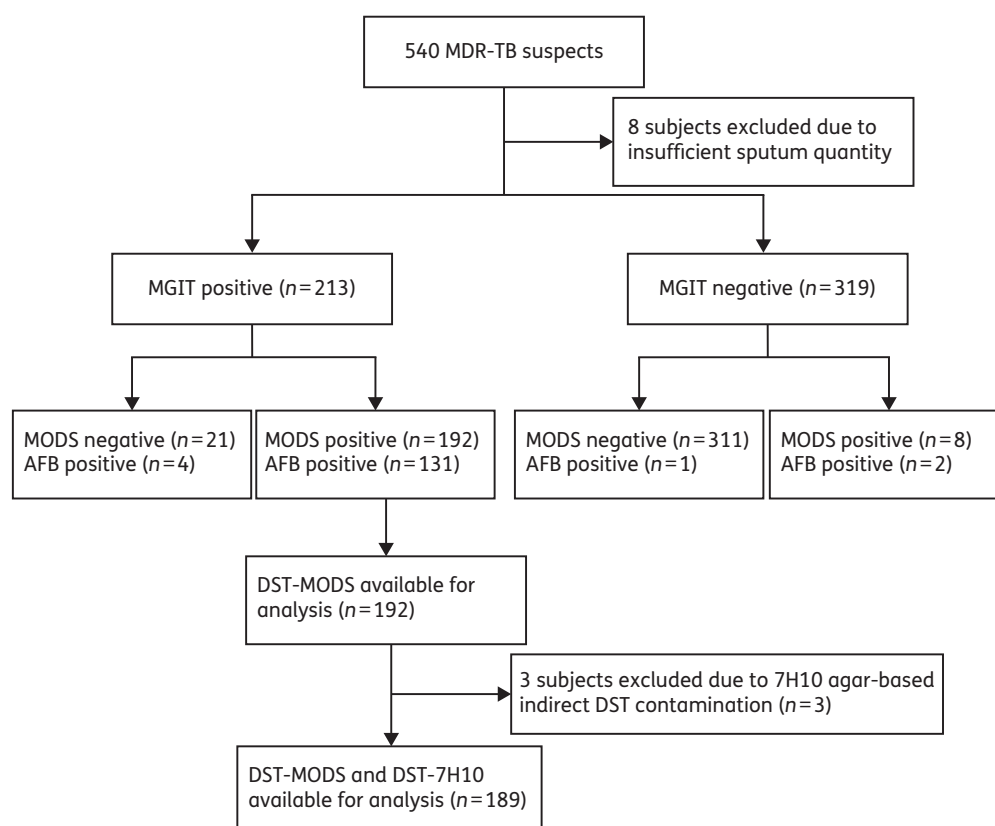 540 MDR-TB suspects
8 subjects excluded due to
insufficient sputum quantity
MGIT positive (n=213)
MGIT negative (n=319)
MODS negative (n=21)
AFB positive (n=4)
MODS positive (n=192)
AFB positive (n=131)
MODS negative (n=311)
AFB positive (n=1)
MODS positive (n=8)
AFB positive (n=2)
DST-MODS available for
analysis (n=192)
3 subjects excluded due to 7H10 agar-based
indirect DST contamination (n=3)
DST-MODS and DST-7H10
available for analysis (n=189)